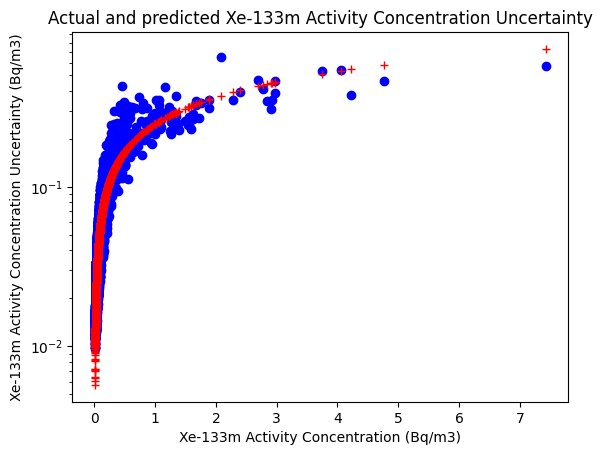 Actual and predicted Xe-133m Activity Concentration Uncertainty
Xe-133m Activity Concentration Uncertainty (Bq/m3)
10⁻¹
10⁻²
0 1 2 3 4 5 6 7
Xe-133m Activity Concentration (Bq/m3)